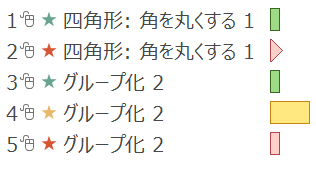 1 四角形: 角を丸くする 1
2 四角形: 角を丸くする 1
3 グループ化 2
4 グループ化 2
5 グループ化 2